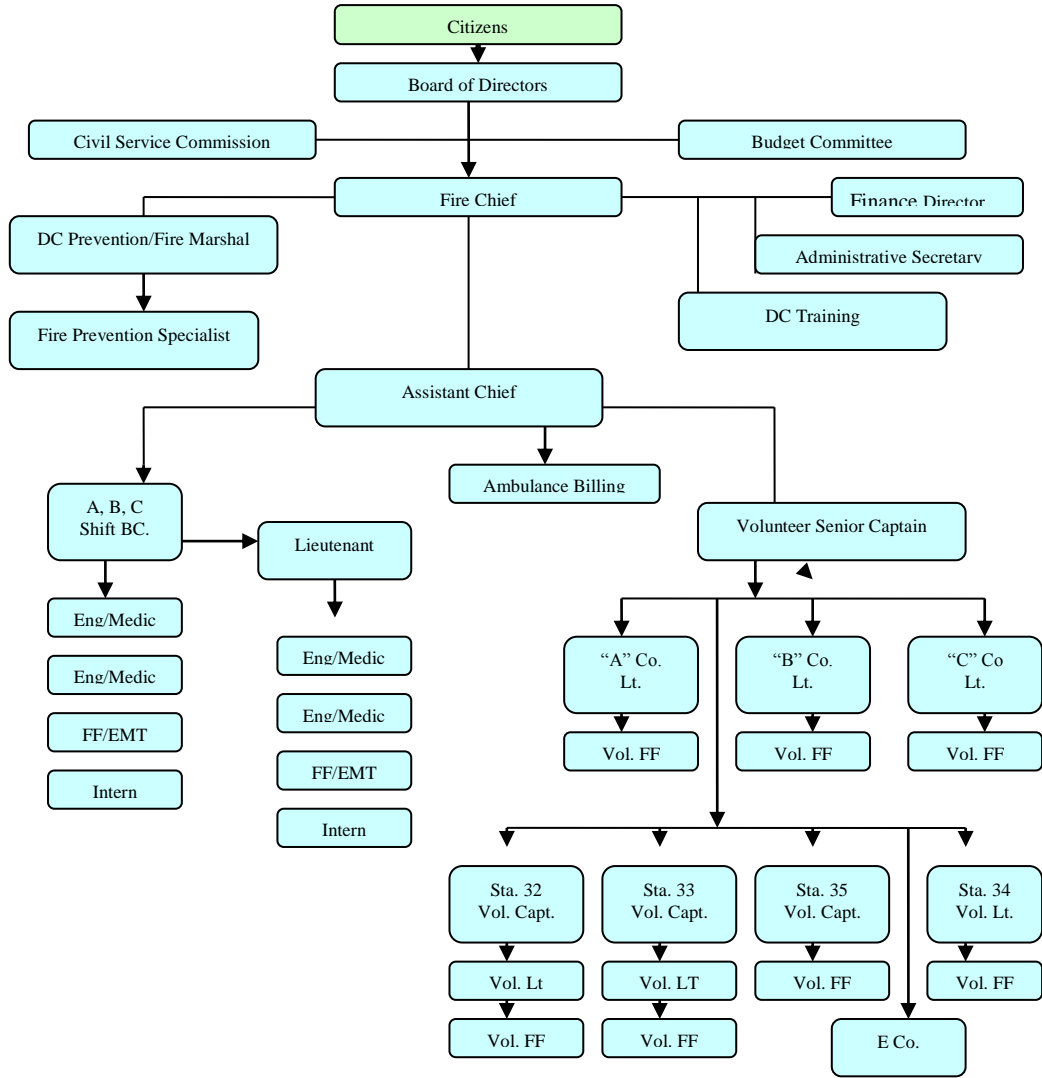 Citizens
Board of Directors
Civil Service Commission
Budget Committee
Fire Chief
Finance Director
DC Prevention/Fire Marshal
Administrative Secretary
DC Training
Fire Prevention Specialist
Assistant Chief
Ambulance Billing
A, B, C
Shift BC.
Lieutenant
Volunteer Senior Captain
Eng/Medic
Eng/Medic
FF/EMT
Intern
Eng/Medic
Eng/Medic
FF/EMT
Intern
“A” Co.
Lt.
“B” Co.
Lt.
“C” Co
Lt.
Vol. FF
Vol. FF
Vol. FF
Sta. 32
Vol. Capt.
Sta. 33
Vol. Capt.
Sta. 35
Vol. Capt.
Sta. 34
Vol. Lt.
Vol. Lt
Vol. LT
Vol. FF
Vol. FF
Vol. FF
Vol. FF
E Co.